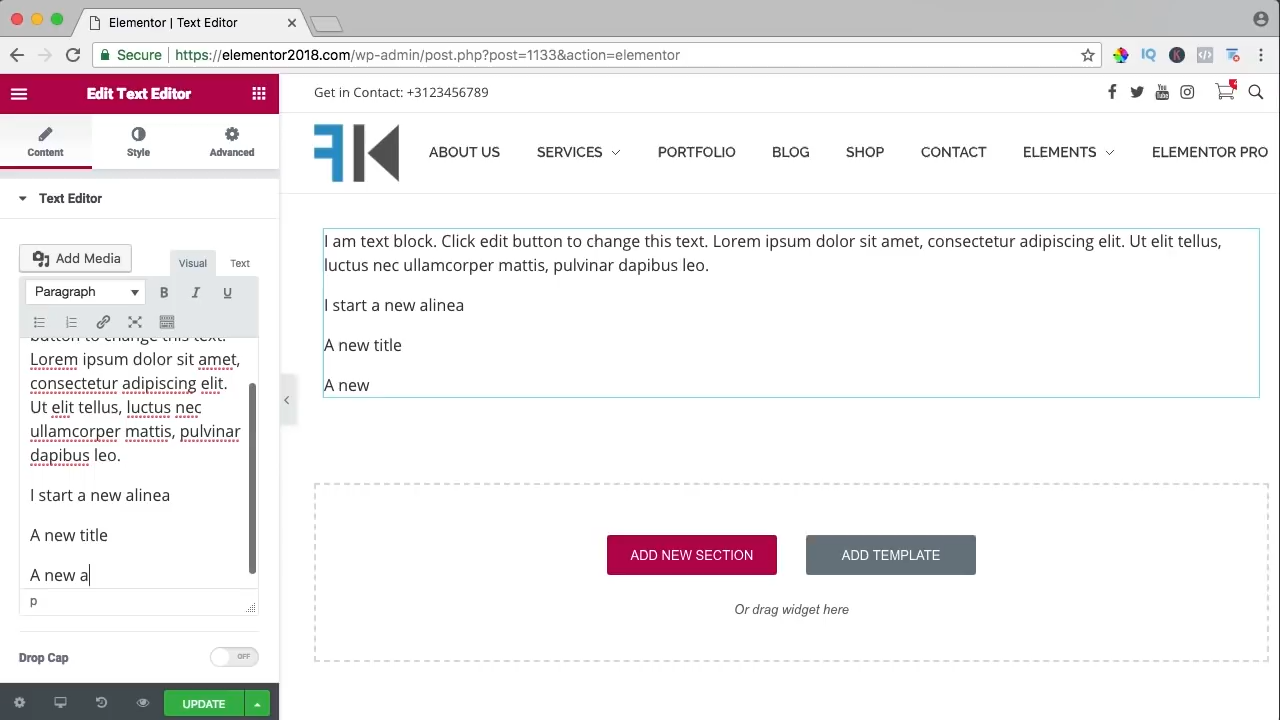 Elementor | Text Editor
Secure https://elementor2018.com/wp-admin/post.php?post=1133&action=elementor
Edit Text Editor
Content
Style
Advanced
Text Editor
Add Media
Visual
Text
Paragraph
B I U
button to change this text.
Lorem ipsum dolor sit amet,
consectetur adipiscing elit.
Ut elit tellus, luctus nec
ullamcorper mattis, pulvinar
dapibus leo.
I start a new alinea
A new title
A new a
p
Drop Cap
OFF
UPDATE
Get in Contact: +3123456789
You Tube
FK
ABOUT US
SERVICES
PORTFOLIO
BLOG
SHOP
CONTACT
ELEMENTS
ELEMENTOR PRO
I am text block. Click edit button to change this text. Lorem ipsum dolor sit amet, consectetur adipiscing elit. Ut elit tellus,
luctus nec ullamcorper mattis, pulvinar dapibus leo.
I start a new alinea
A new title
A new
ADD NEW SECTION
ADD TEMPLATE
Or drag widget here